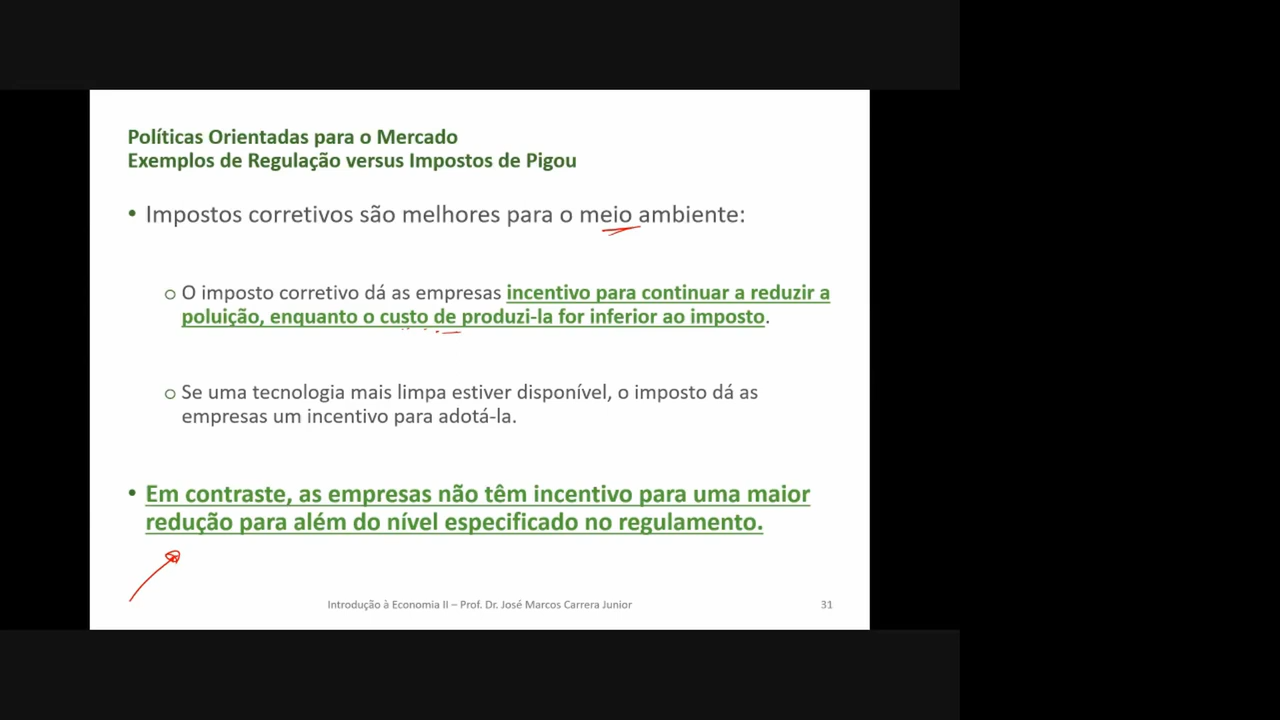 Políticas Orientadas para o Mercado
Exemplos de Regulação versus Impostos de Pigou
• Impostos corretivos são melhores para o meio ambiente:
o O imposto corretivo dá as empresas incentivo para continuar a reduzir a
poluição, enquanto o custo de produzi-la for inferior ao imposto.
o Se uma tecnologia mais limpa estiver disponível, o imposto dá as
empresas um incentivo para adotá-la.
• Em contraste, as empresas não têm incentivo para uma maior
redução para além do nível especificado no regulamento.
Introdução à Economia II – Prof. Dr. José Marcos Carrera Junior 31